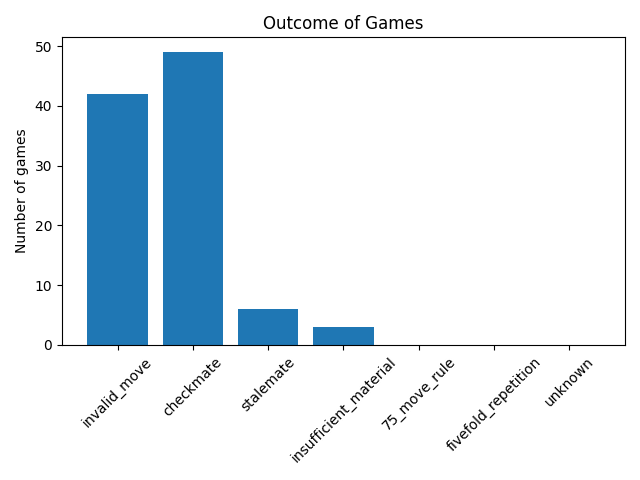 Outcome of Games
Number of games
50
40
30
20
10
0
invalid_move
checkmate
stalemate
insufficient_material
75_move_rule
fivefold_repetition
unknown